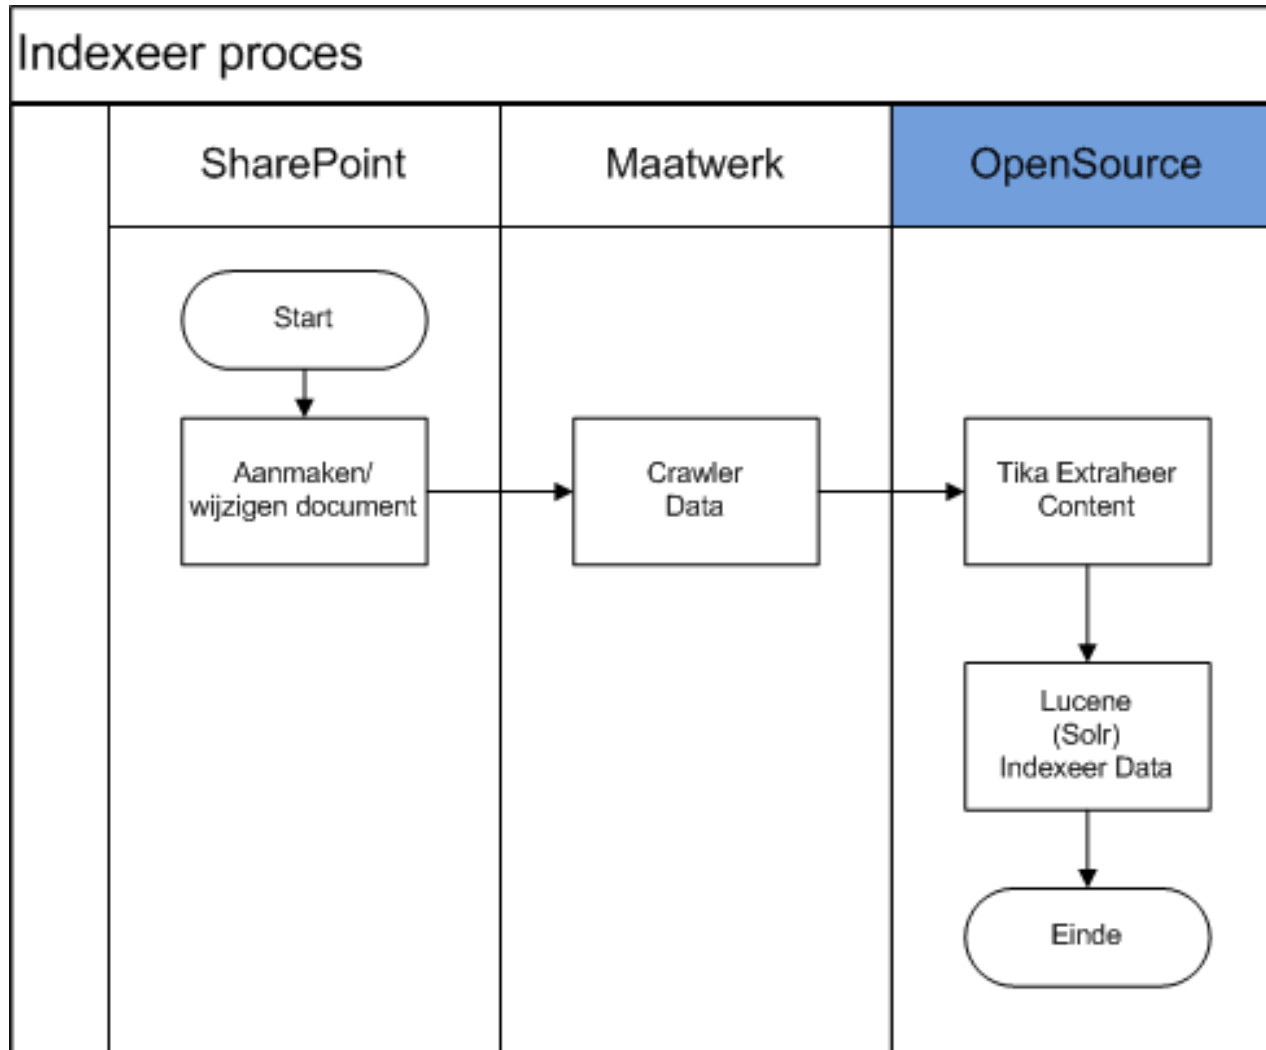 Indexeer proces
SharePoint
Maatwerk
OpenSource
Start
Aanmaken/
wijzigen document
Crawler
Data
Tika Extraheer
Content
Lucene
(Solr)
Indexeer Data
Einde